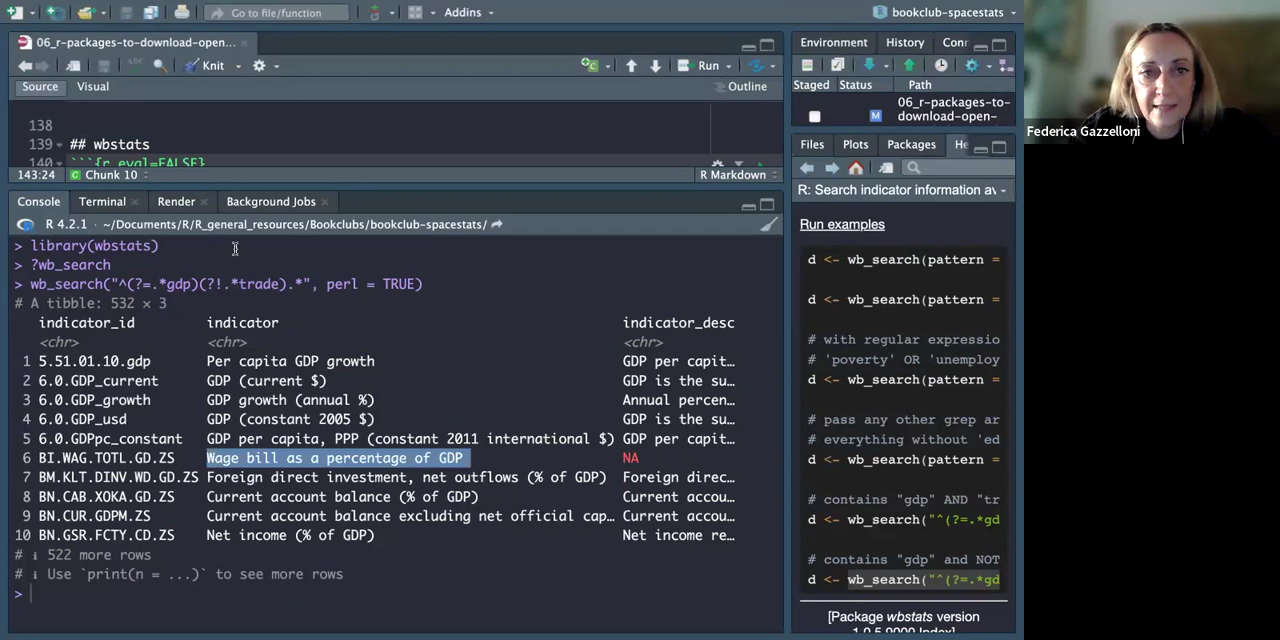 Go to file/function
Addins
bookclub-spacestats
06_r-packages-to-download-open...
Knit
Run
Source
Visual
Outline
138
139
## wbstats
140
```{r eval=FALSE}
143:24
Chunk 10
R Markdown
Console
Terminal
Render
Background Jobs
R 4.2.1 · ~/Documents/R/R_general_resources/Bookclubs/bookclub-spacestats/
> library(wbstats)
> ?wb_search
> wb_search("^(?=.*gdp)(?!.*trade).*", perl = TRUE)
# A tibble: 532 × 3
indicator_id indicator indicator_desc
<chr> <chr> <chr>
1 5.51.01.10.gdp Per capita GDP growth GDP per capit…
2 6.0.GDP_current GDP (current $) GDP is the su…
3 6.0.GDP_growth GDP growth (annual %) Annual percen…
4 6.0.GDP_usd GDP (constant 2005 $) GDP is the su…
5 6.0.GDPpc_constant GDP per capita, PPP (constant 2011 international $) GDP per capit…
6 BI.WAG.TOTL.GD.ZS Wage bill as a percentage of GDP NA
7 BM.KLT.DINV.WD.GD.ZS Foreign direct investment, net outflows (% of GDP) Foreign direc…
8 BN.CAB.XOKA.GD.ZS Current account balance (% of GDP) Current accou…
9 BN.CUR.GDPM.ZS Current account balance excluding net official cap… Current accou…
10 BN.GSR.FCTY.CD.ZS Net income (% of GDP) Net income re…
# ℹ 522 more rows
# ℹ Use `print(n = ...)` to see more rows
>
Environment
History
Conr
Staged
Status
Path
M
06_r-packages-to-
download-open-
Files
Plots
Packages
He
R: Search indicator information av
Run examples
d <- wb_search(pattern =
d <- wb_search(pattern =
# with regular expressio
# 'poverty' OR 'unemploy
d <- wb_search(pattern =
# pass any other grep ar
# everything without 'ed
d <- wb_search(pattern =
# contains "gdp" AND "tr
d <- wb_search("^(?=.*gd
# contains "gdp" and NOT
d <- wb_search("^(?=.*gd
[Package wbstats version
1.0.5.9000 Index]
Federica Gazzelloni